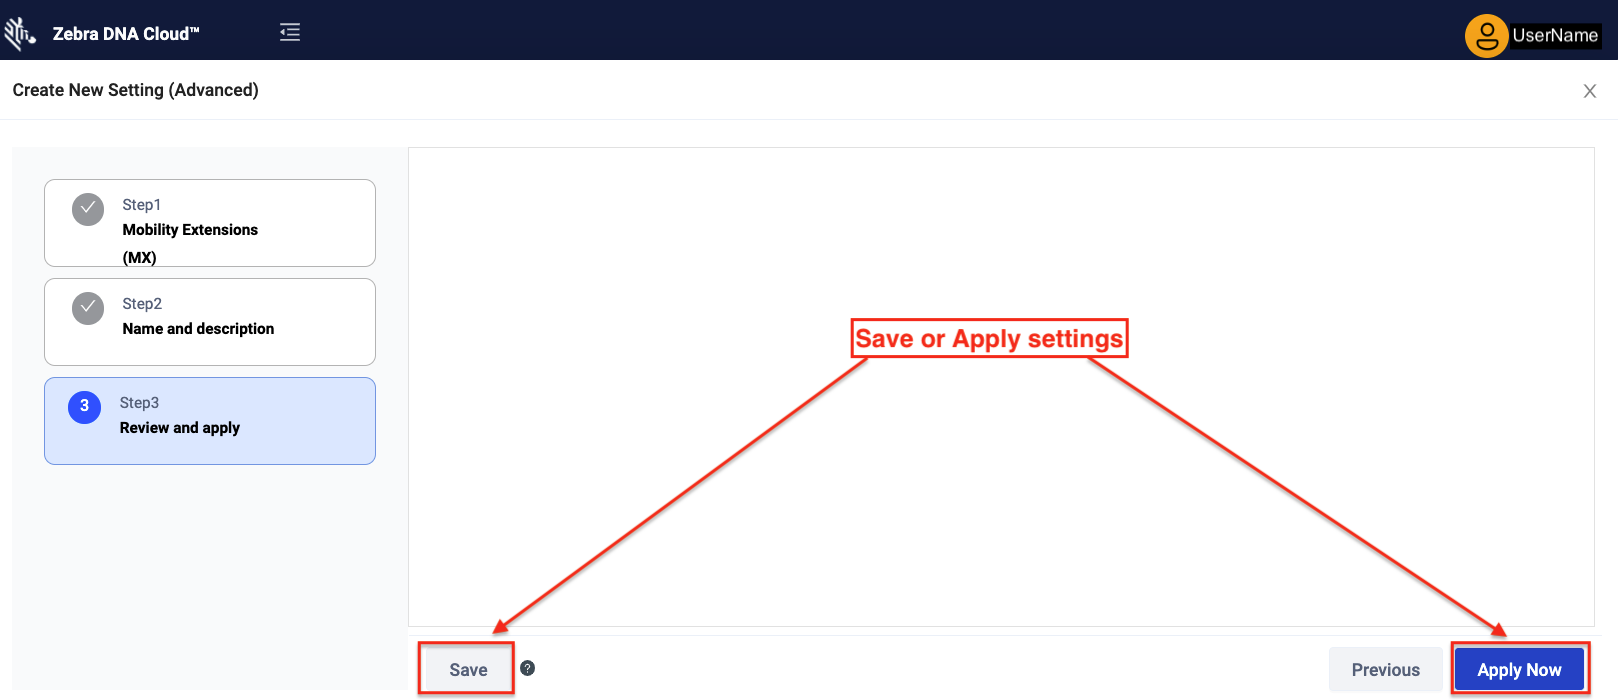 Zebra DNA Cloud™
UserName
Create New Setting (Advanced)
Step1
Mobility Extensions
(MX)
Step2
Name and description
3
Step3
Review and apply
Save or Apply settings
Save
?
Previous
Apply Now